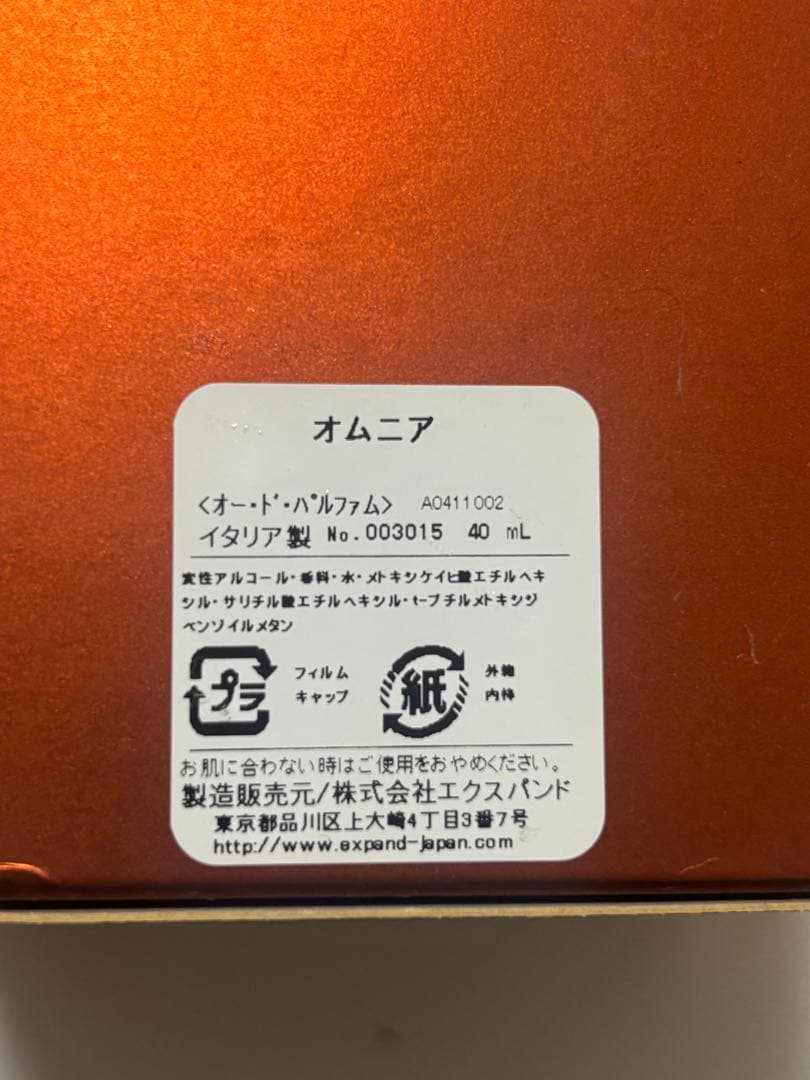 オムニア
<オー・ド・パルファム> A0411002
イタリア製 No.003015 40 mL
変性アルコール・香料・水・メトキシケイヒ酸エチルヘキ
シル・サリチル酸エチルヘキシル・t-ブチルメトキシジ
ベンゾイルメタン
プラ フィルム
キャップ
紙 外箱
内枠
お肌に合わない時はご使用をおやめください。
製造販売元/株式会社エクスパンド
東京都品川区上大崎4丁目3番7号
http://www.expand-japan.com